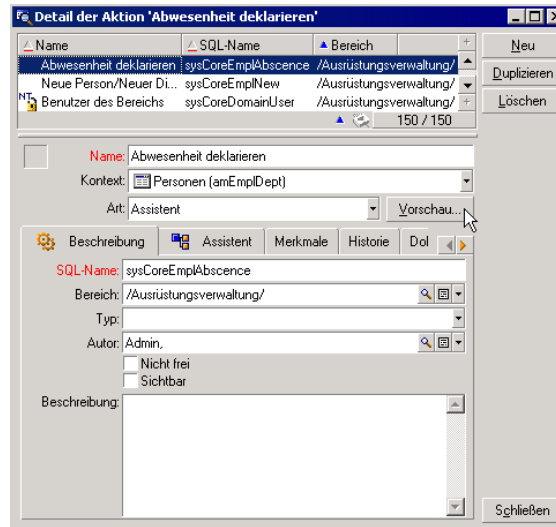 Detail der Aktion 'Abwesenheit deklarieren'
Name SQL-Name Bereich
Neu
Abwesenheit deklarieren sysCoreEmplAbscence /Ausrüstungsverwaltung/
Neue Person/Neuer Di... sysCoreEmplNew /Ausrüstungsverwaltung/
Duplizieren
NT Benutzer des Bereichs sysCoreDomainUser /Ausrüstungsverwaltung/
Löschen
150 / 150
Name: Abwesenheit deklarieren
Kontext: Personen (amEmplDept)
Art: Assistent Vorschau...
Beschreibung Assistent Merkmale Historie Dol
SQL-Name: sysCoreEmplAbscence
Bereich: /Ausrüstungsverwaltung/
Typ:
Autor: Admin,
Nicht frei
Sichtbar
Beschreibung:
Schließen